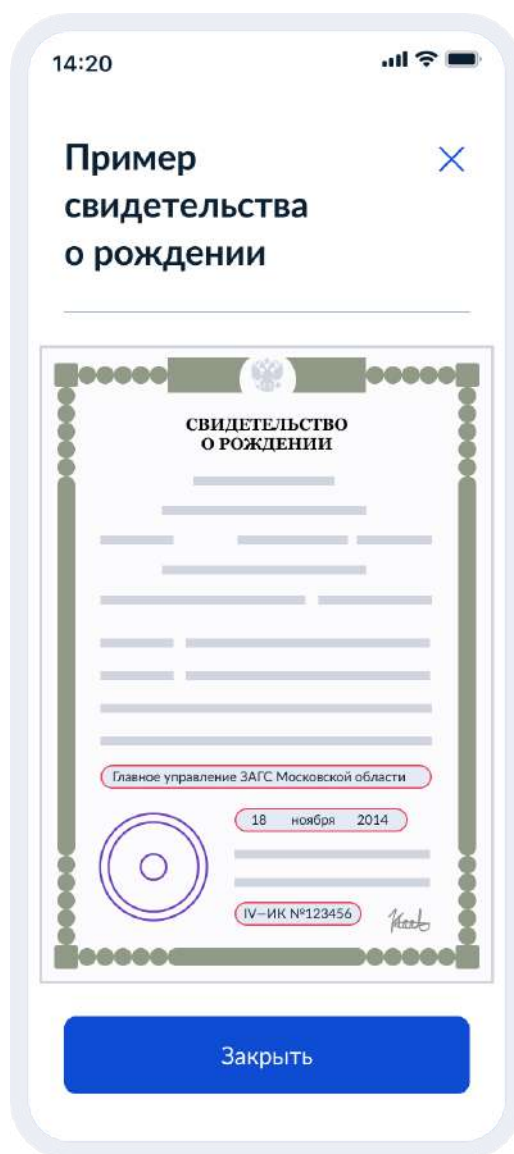 14:20
Пример
свидетельства
о рождении
СВИДЕТЕЛЬСТВО
О РОЖДЕНИИ
Главное управление ЗАГС Московской области
18 ноября 2014
IV–ИК №123456
Закрыть